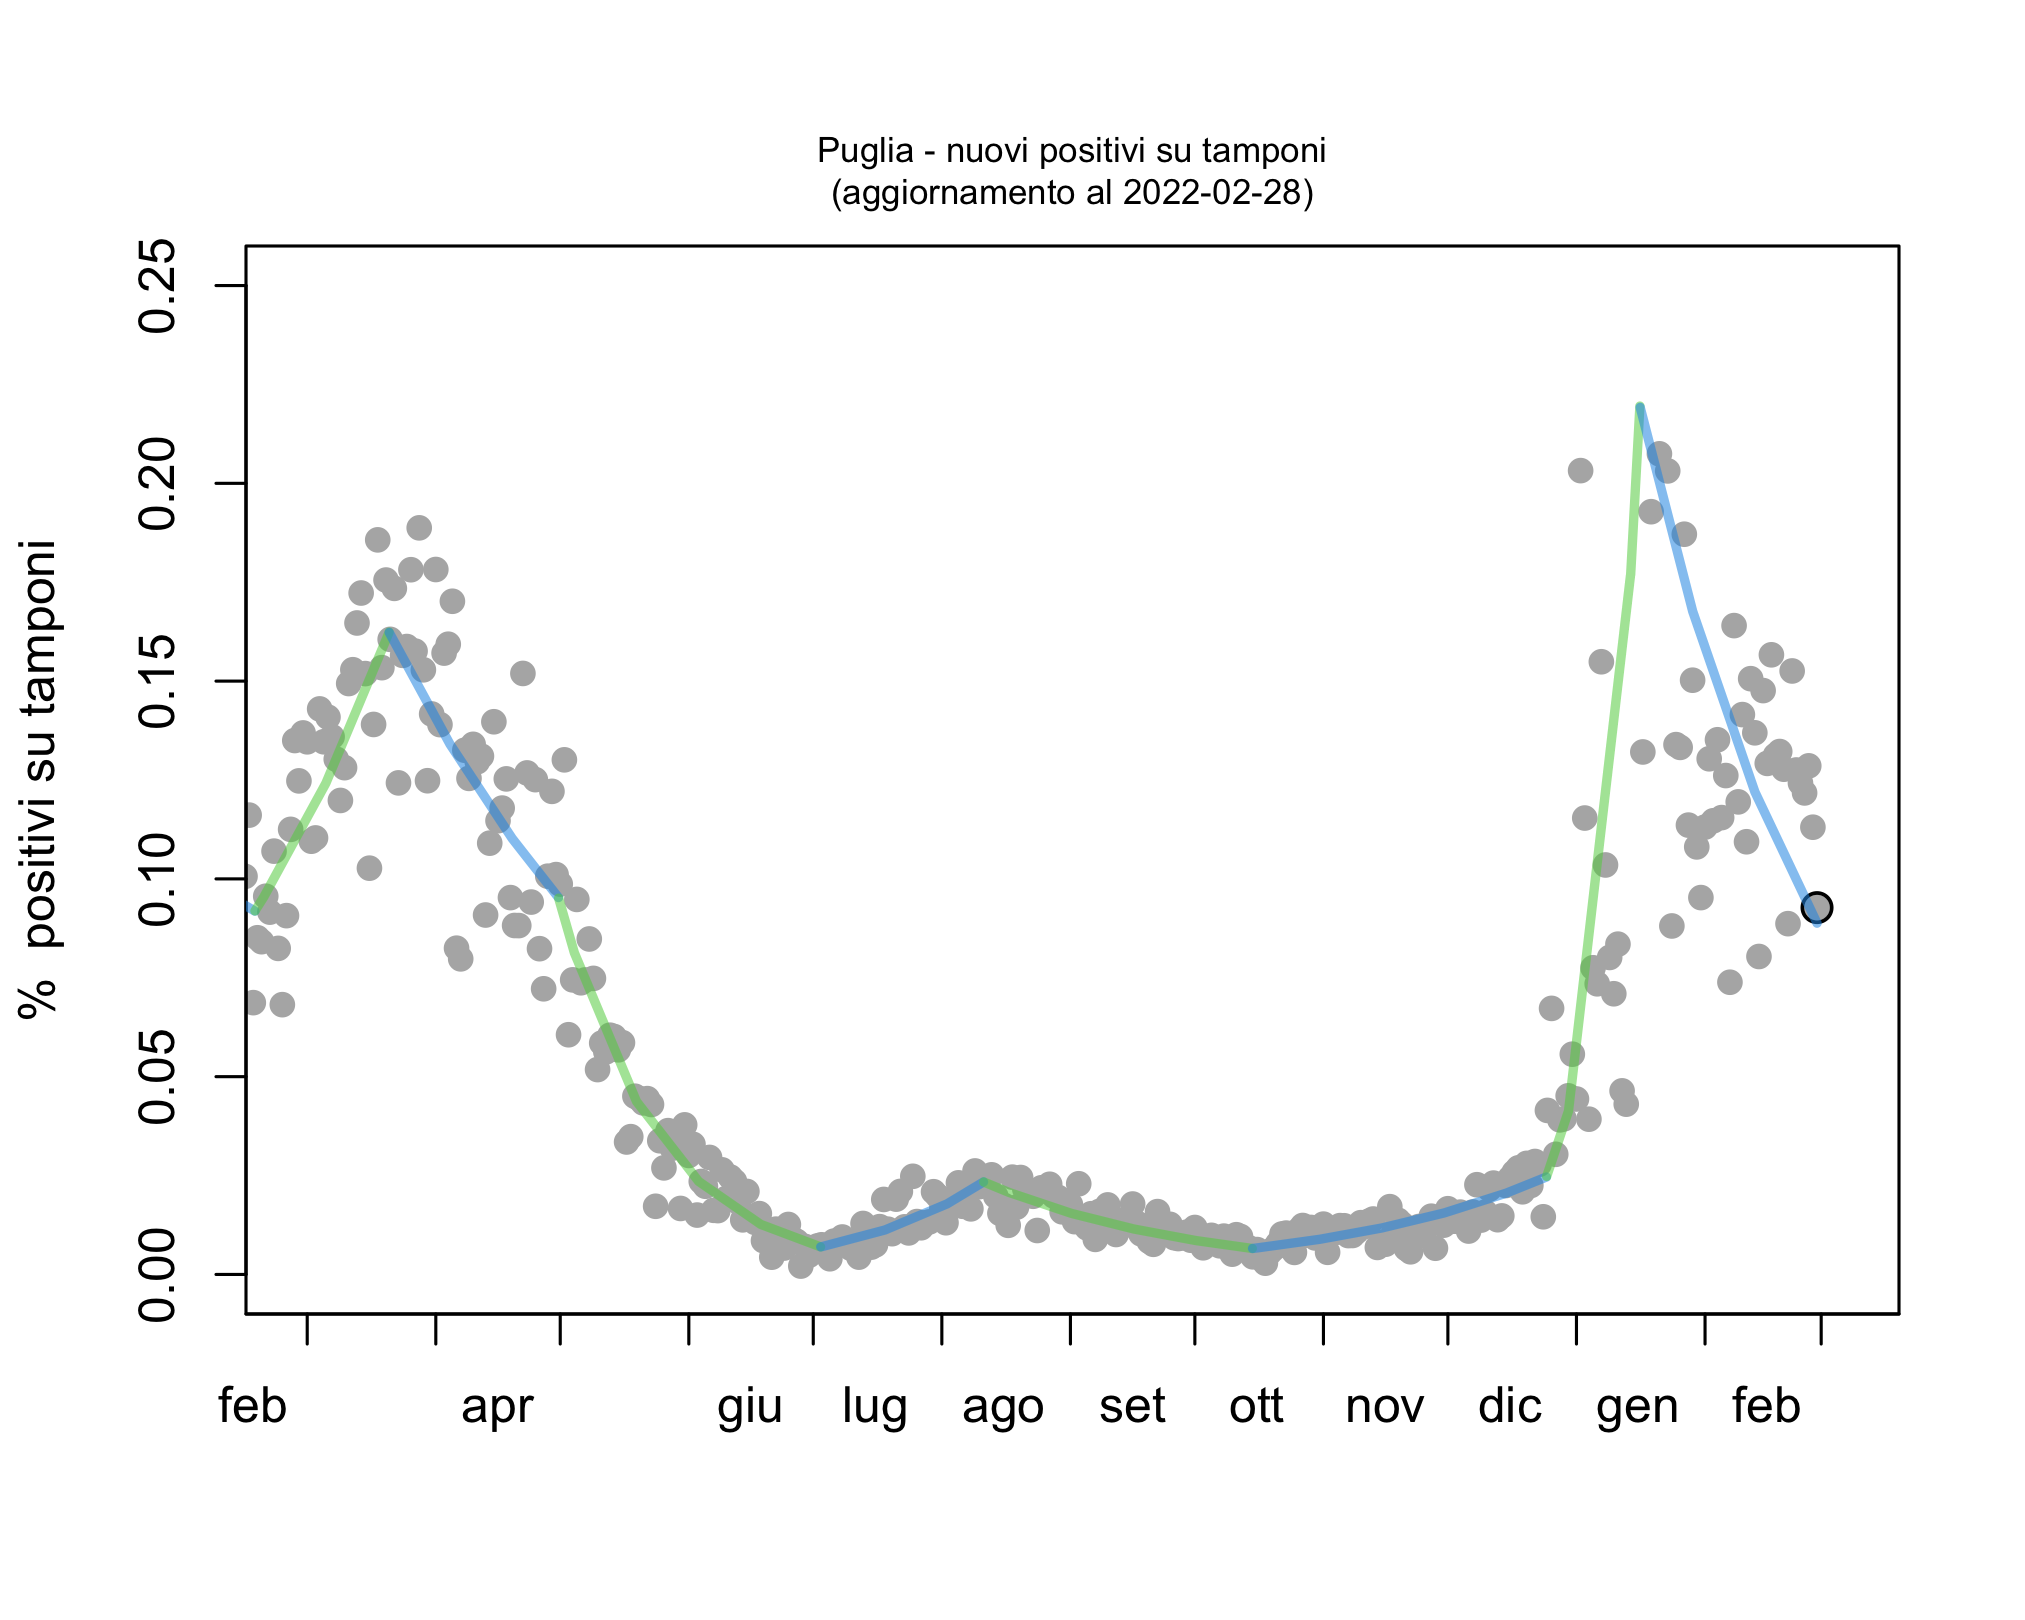 Puglia - nuovi positivi su tamponi
(aggiornamento al 2022-02-28)
% positivi su tamponi
0.25
0.20
0.15
0.10
0.05
0.00
feb apr giu lug ago set ott nov dic gen feb